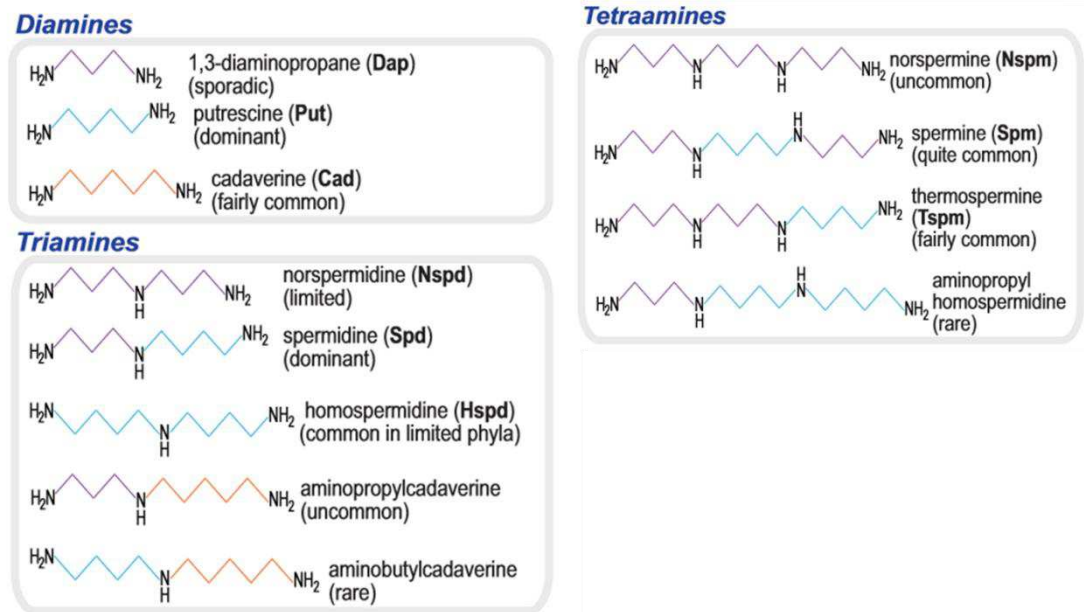 Diamines
H₂N NH₂ 1,3-diaminopropane (Dap)
(sporadic)
H₂N NH₂ putrescine (Put)
(dominant)
H₂N NH₂ cadaverine (Cad)
(fairly common)
Triamines
H₂N N H NH₂ norspermidine (Nspd)
(limited)
H₂N N H NH₂ spermidine (Spd)
(dominant)
H₂N N H NH₂ homospermidine (Hspd)
(common in limited phyla)
H₂N N H NH₂ aminopropylcadaverine
(uncommon)
H₂N N H NH₂ aminobutylcadaverine
(rare)
Tetraamines
H₂N N H N H NH₂ norspermine (Nspm)
(uncommon)
H₂N N H H N NH₂ spermine (Spm)
(quite common)
H₂N N H N H NH₂ thermospermine
(Tspm)
(fairly common)
H₂N N H H N NH₂ aminopropyl
homospermidine
(rare)